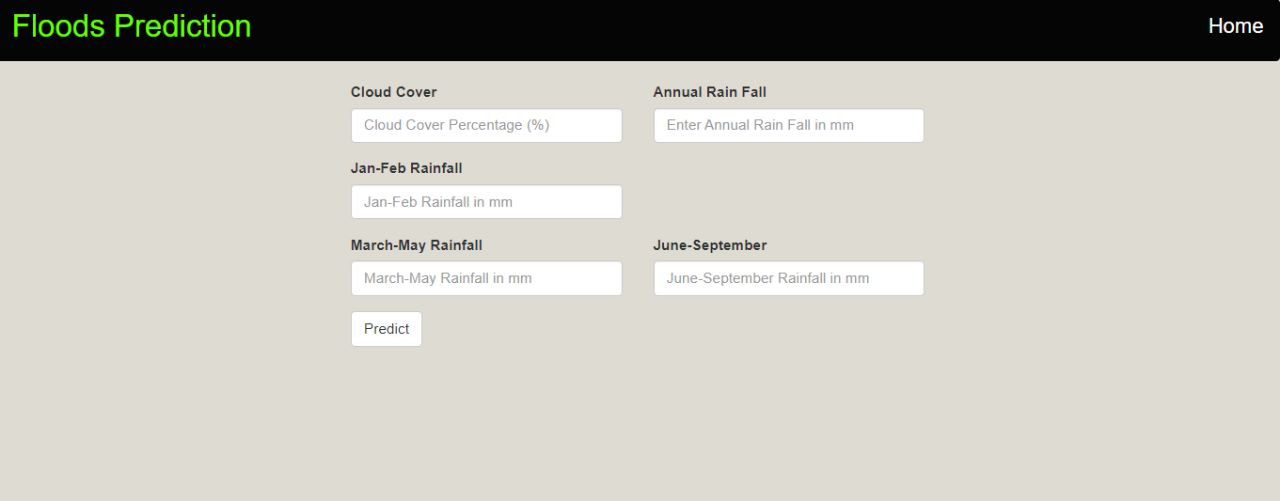 Floods Prediction
Home
Cloud Cover
Annual Rain Fall
Cloud Cover Percentage (%)
Enter Annual Rain Fall in mm
Jan-Feb Rainfall
Jan-Feb Rainfall in mm
March-May Rainfall
June-September
March-May Rainfall in mm
June-September Rainfall in mm
Predict